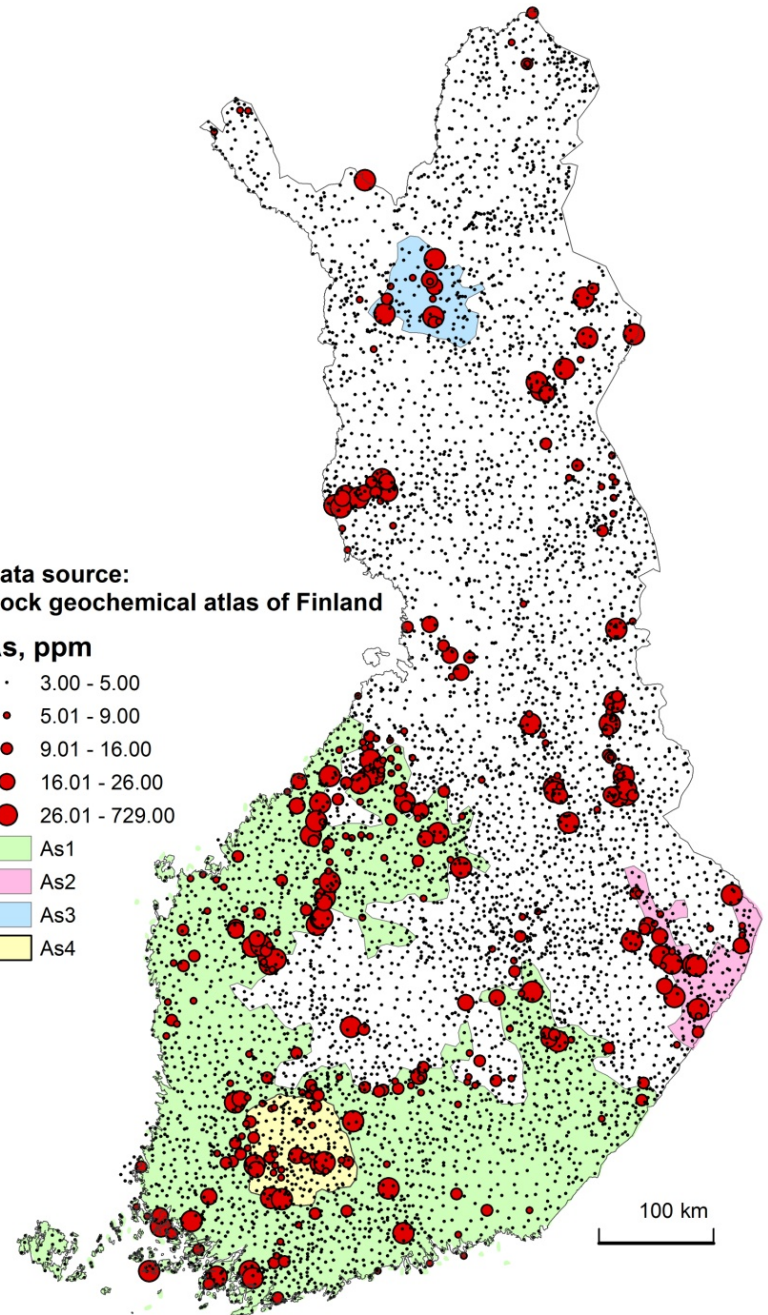 ata source:
ock geochemical atlas of Finland
s, ppm
3.00 - 5.00
5.01 - 9.00
9.01 - 16.00
16.01 - 26.00
26.01 - 729.00
As1
As2
As3
As4
100 km